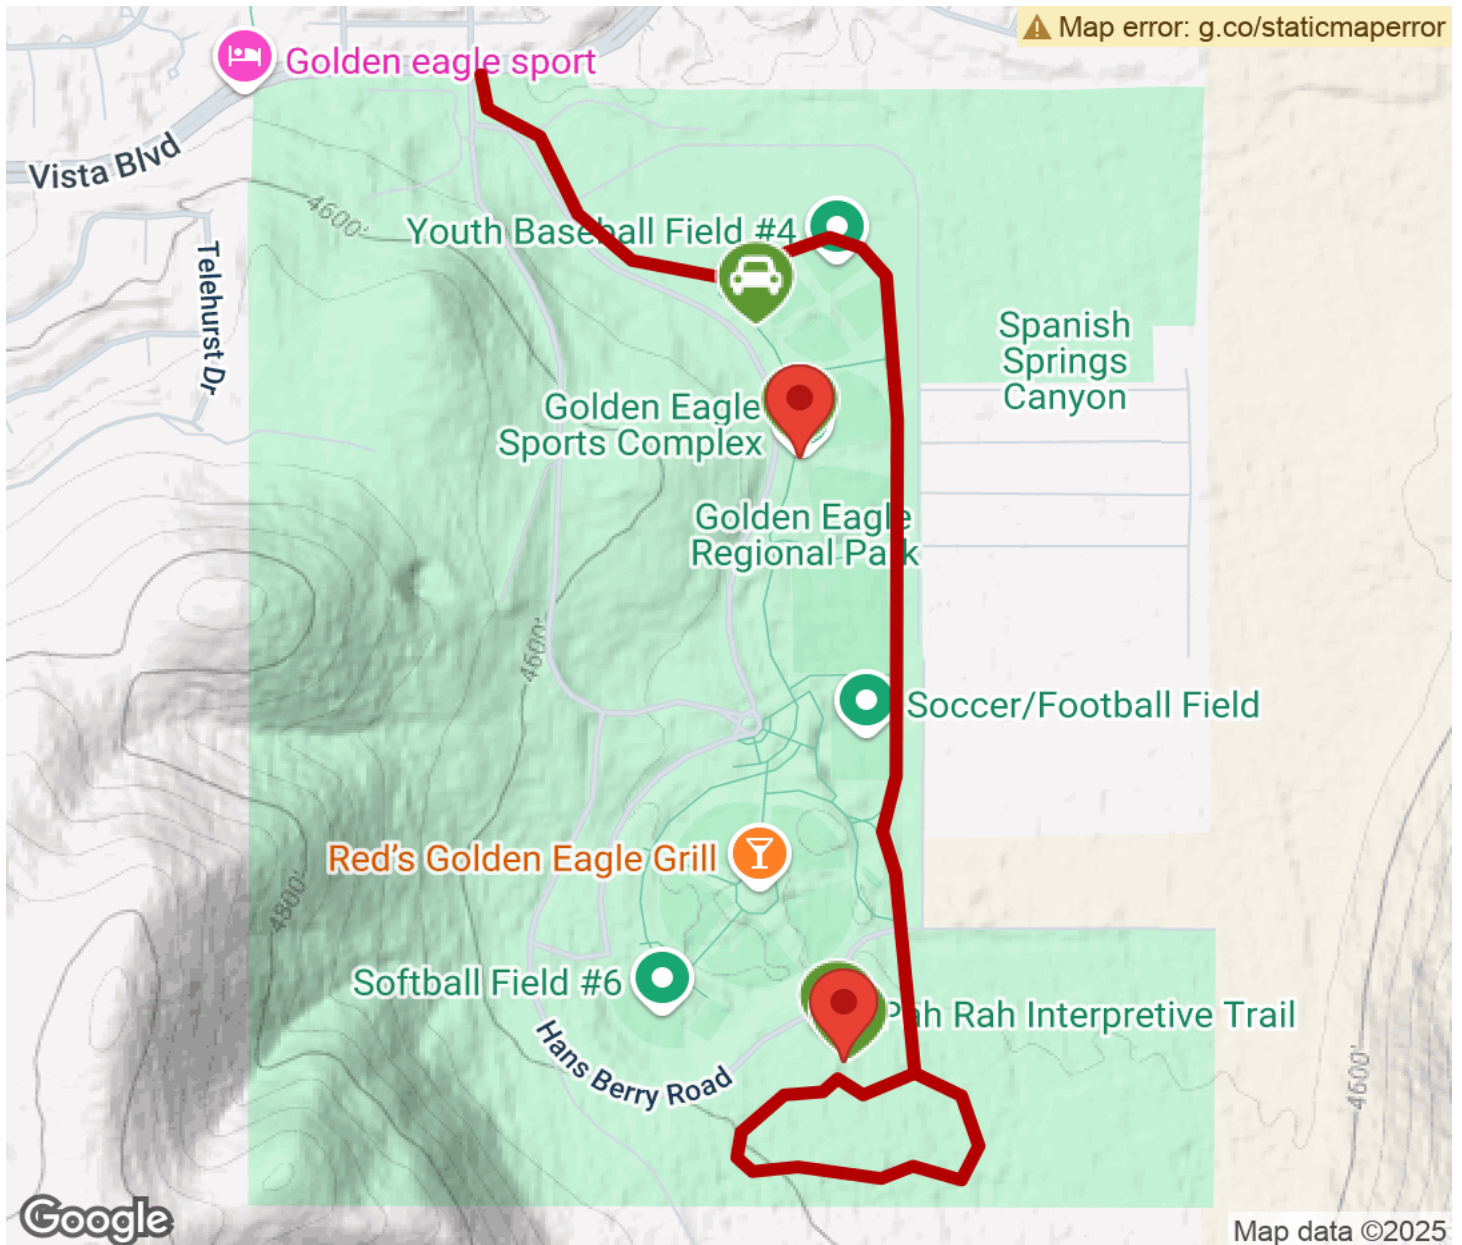 Map error: g.co/staticmaperror
Golden eagle sport
Vista Blvd
4600'
Youth Baseball Field #4
Telehurst Dr
Spanish
Springs
Canyon
Golden Eagle
Sports Complex
Golden Eagle
Regional Park
4600'
Soccer/Football Field
Red's Golden Eagle Grill
4800'
Softball Field #6
Pah Rah Interpretive Trail
Hans Berry Road
4600'
Google
Map data ©2025